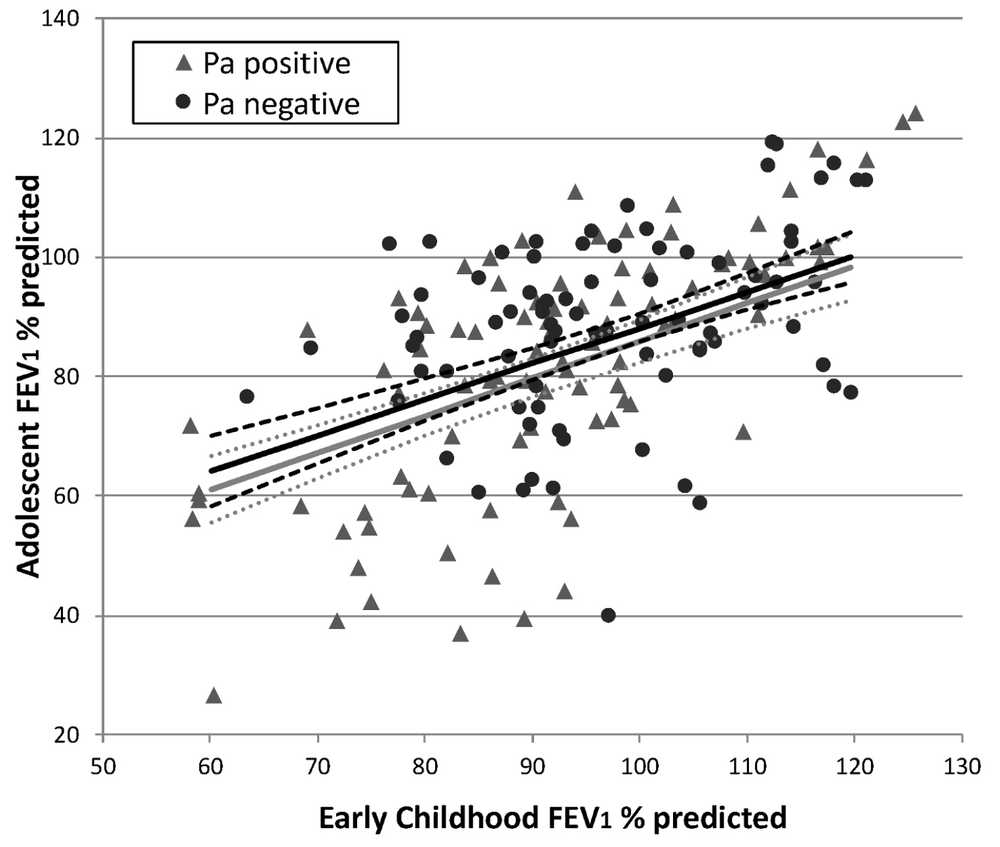 140
Pa positive
Pa negative
120
100
80
60
40
20
Adolescent FEV1 % predicted
50 60 70 80 90 100 110 120 130
Early Childhood FEV1 % predicted